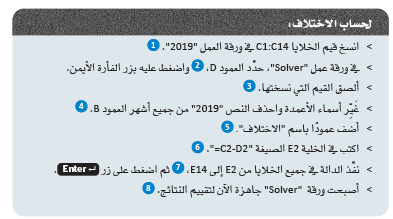 لحساب الاختلاف:
< انسخ قيم الخلايا C1:C14 في ورقة العمل "2019". 1
< في ورقة عمل "Solver"، حدِّد العمود D، 2 واضغط عليه بزر الفأرة الأيمن.
< ألصق القيم التي نسختها. 3
< غَيِّر أسماء الأعمدة واحذف النص "2019" من جميع أشهر العمود B. 4
< أضف عمودًا باسم "الاختلاف". 5
< اكتب في الخلية E2 الصيغة "=C2-D2". 6
< نفِّذ الدالة في جميع الخلايا من E2 إلى E14، 7 ثم اضغط على زر Enter ↵.
< أصبحت ورقة "Solver" جاهزة الآن لتقييم النتائج. 8